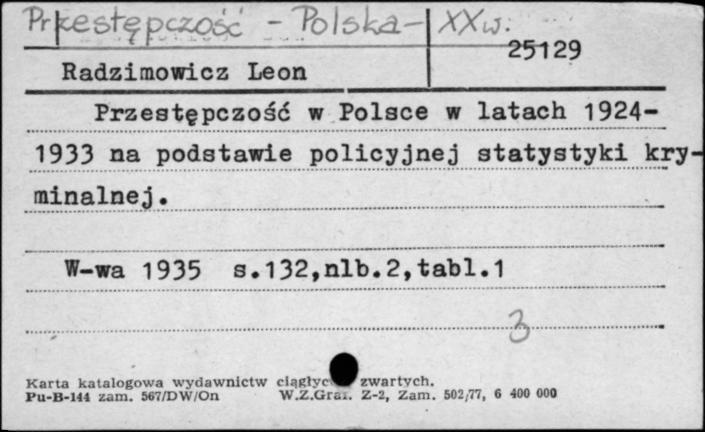 Przestępczość - Polska - XX w.
25129
Radzimowicz Leon
Przestępczość w Polsce w latach 1924-
1933 na podstawie policyjnej statystyki kry-
minalnej.
W-wa 1935 s.132,nlb.2,tabl.1
3
Karta katalogowa wydawnictw zwartych.
Pu-B-144 zam. 567/DW/On W.Z.Graf. Z-2, Zam. 502/77, 6 400 000